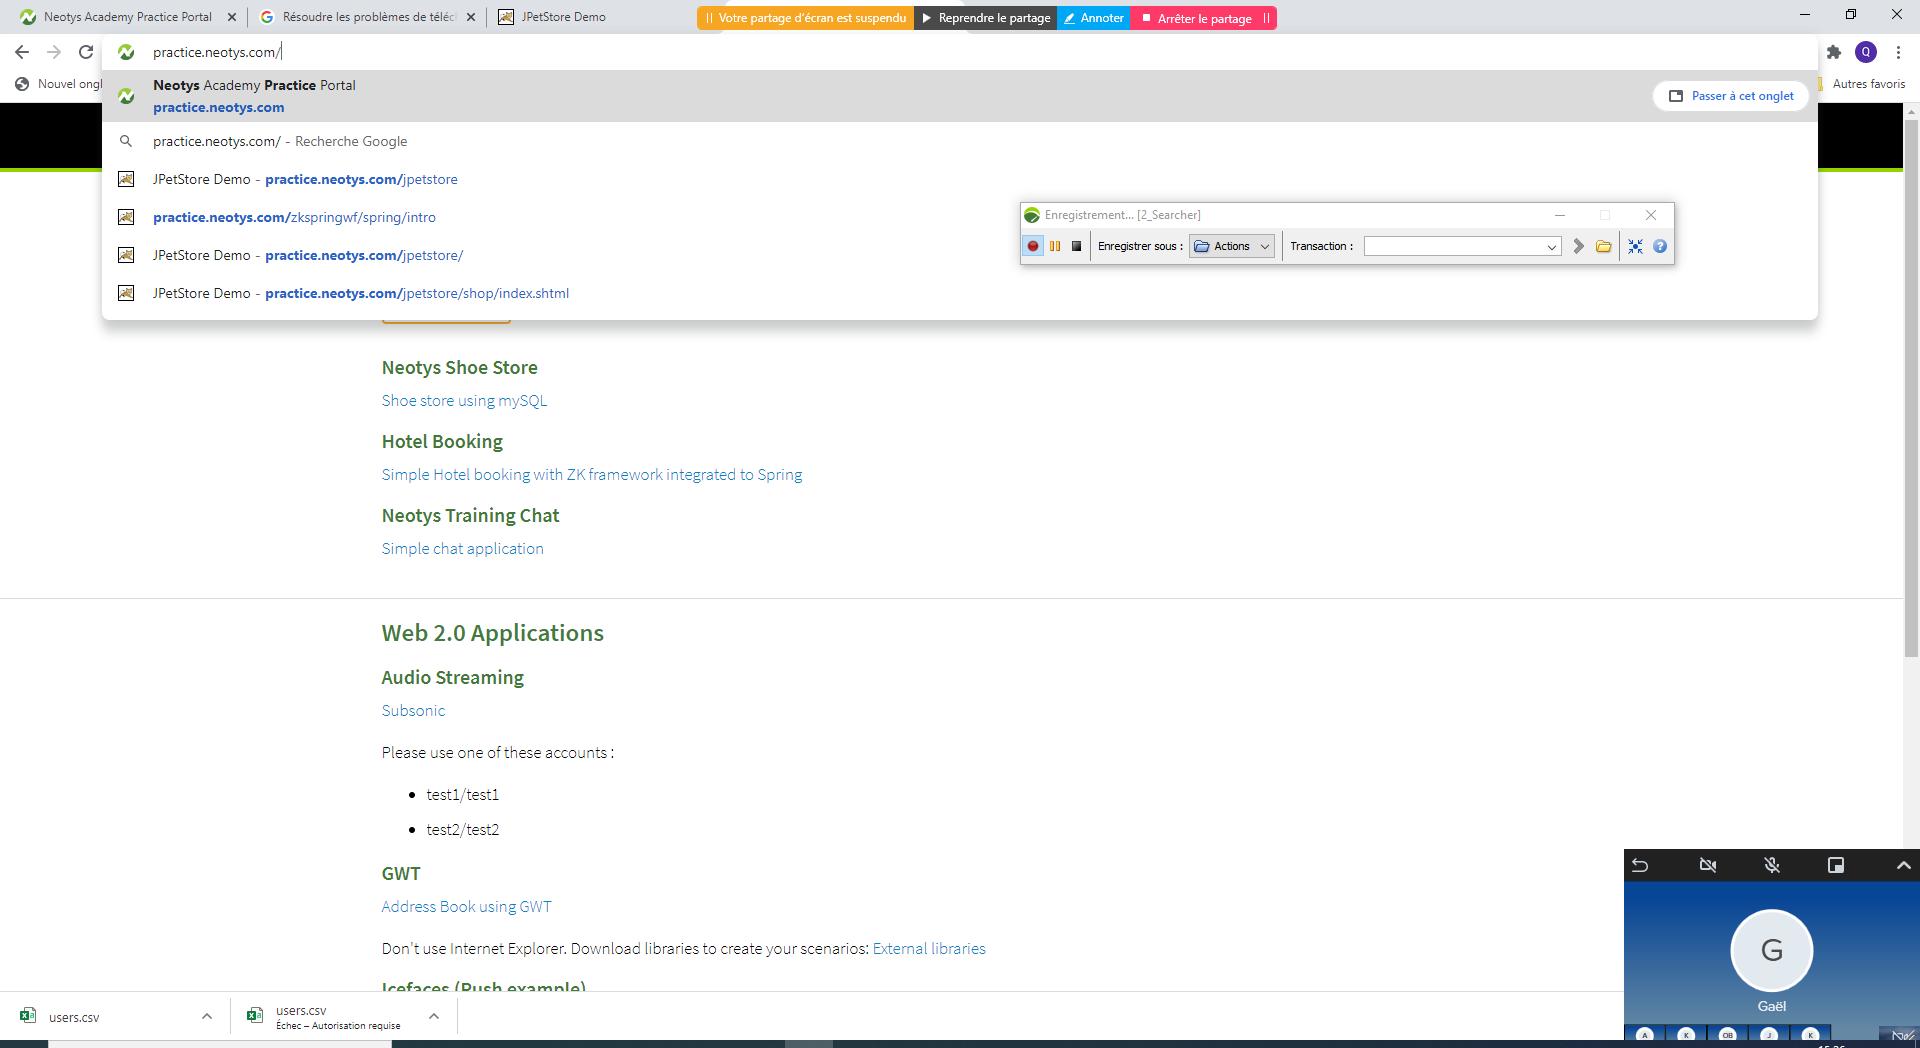 Neotys Academy Practice Portal
Résoudre les problèmes de téléc
JPetStore Demo
Votre partage d'écran est suspendu
Reprendre le partage
Annoter
Arrêter le partage
practice.neotys.com/
Q
Nouvel ongl
Autres favoris
Neotys Academy Practice Portal
practice.neotys.com
Passer à cet onglet
practice.neotys.com/ - Recherche Google
JPetStore Demo - practice.neotys.com/jpetstore
practice.neotys.com/zkspringwf/spring/intro
JPetStore Demo - practice.neotys.com/jpetstore/
JPetStore Demo - practice.neotys.com/jpetstore/shop/index.shtml
Enregistrement... [2_Searcher]
Enregistrer sous : Actions Transaction :
Neotys Shoe Store
Shoe store using mySQL
Hotel Booking
Simple Hotel booking with ZK framework integrated to Spring
Neotys Training Chat
Simple chat application
Web 2.0 Applications
Audio Streaming
Subsonic
Please use one of these accounts :
test1/test1
test2/test2
GWT
Address Book using GWT
Don't use Internet Explorer. Download libraries to create your scenarios: External libraries
Icefaces (Push example)
users.csv
users.csv
Échec – Autorisation requise
G
Gaël
A K OB J K